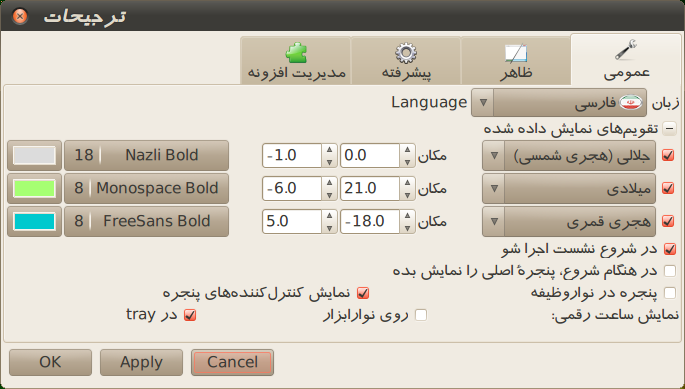 ترجیحات
عمومی ظاهر پیشرفته مدیریت افزونه
زبان فارسی Language
تقویم‌های نمایش داده شده
جلالی (هجری شمسی) مکان 0.0 -1.0 Nazli Bold 18
میلادی مکان 21.0 -6.0 Monospace Bold 8
هجری قمری مکان -18.0 5.0 FreeSans Bold 8
در شروع نشست اجرا شو
در هنگام شروع، پنجرهٔ اصلی را نمایش بده
پنجره در نواروظیفه نمایش کنترل‌کننده‌های پنجره
نمایش ساعت رقمی: روی نوارابزار در tray
OK Apply Cancel